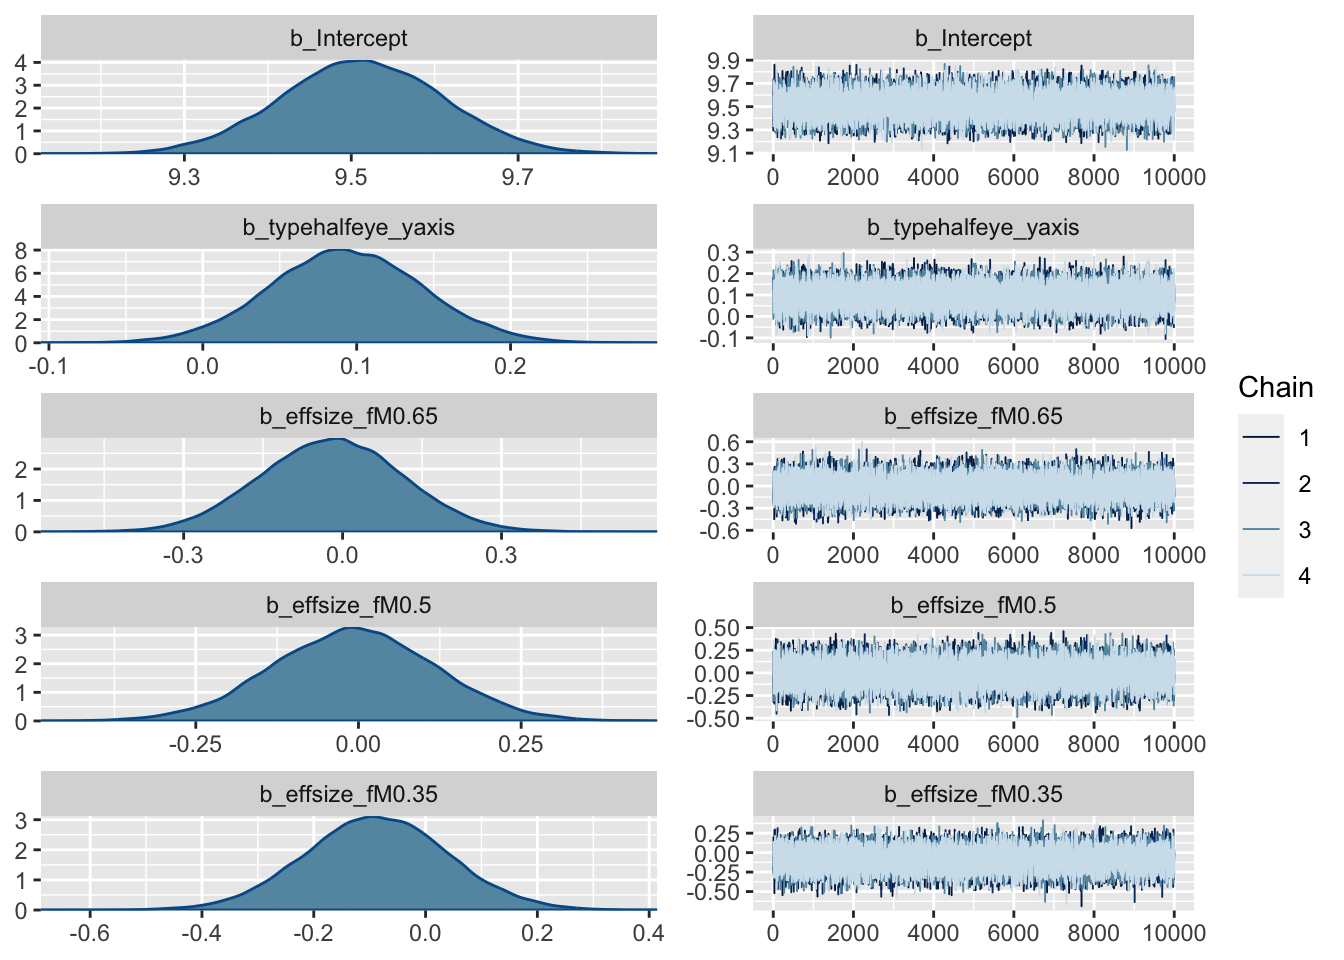 b_Intercept
4
3
2
1
0
9.3 9.5 9.7
b_Intercept
9.9
9.7
9.5
9.3
9.1
0 2000 4000 6000 8000 10000
b_typehalfeye_yaxis
8
6
4
2
0
-0.1 0.0 0.1 0.2
b_typehalfeye_yaxis
0.3
0.2
0.1
0.0
-0.1
0 2000 4000 6000 8000 10000
b_effsize_fM0.65
2
1
0
-0.3 0.0 0.3
b_effsize_fM0.65
0.6
0.3
0.0
-0.3
-0.6
0 2000 4000 6000 8000 10000
b_effsize_fM0.5
3
2
1
0
-0.25 0.00 0.25
b_effsize_fM0.5
0.50
0.25
0.00
-0.25
-0.50
0 2000 4000 6000 8000 10000
b_effsize_fM0.35
3
2
1
0
-0.6 -0.4 -0.2 0.0 0.2 0.4
b_effsize_fM0.35
0.25
0.00
-0.25
-0.50
0 2000 4000 6000 8000 10000
Chain
1
2
3
4